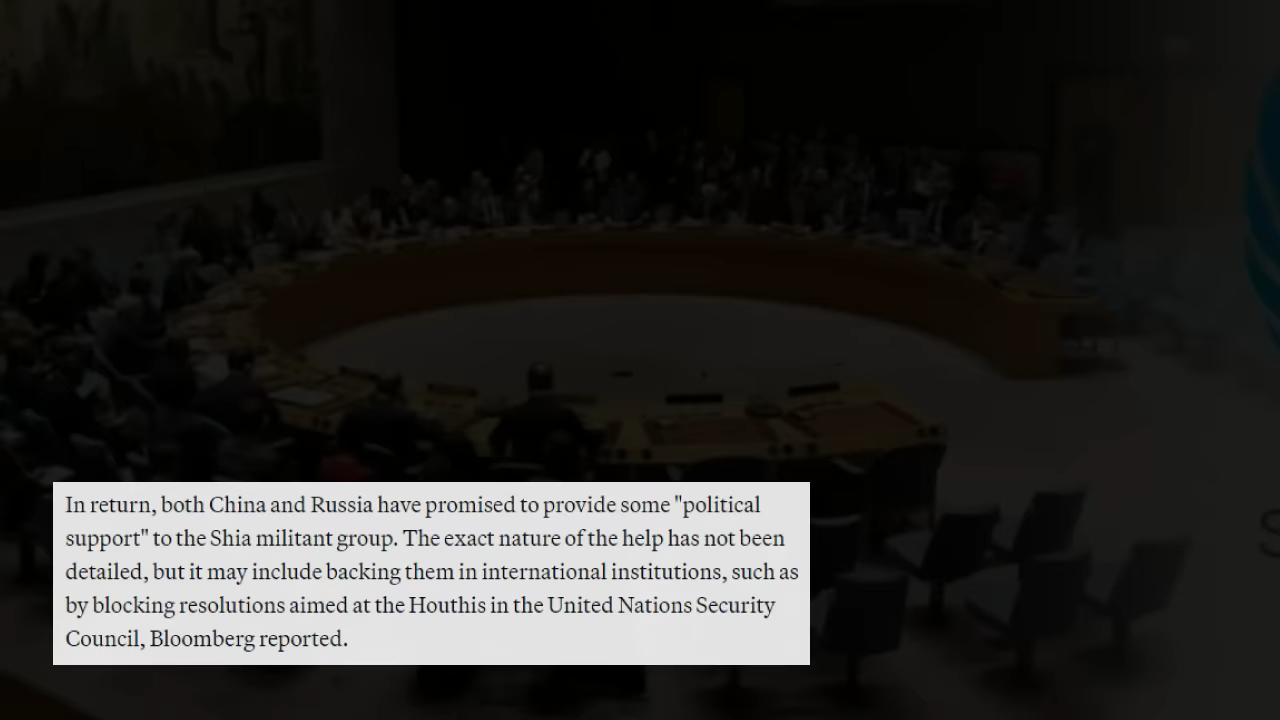 In return, both China and Russia have promised to provide some "political
support" to the Shia militant group. The exact nature of the help has not been
detailed, but it may include backing them in international institutions, such as
by blocking resolutions aimed at the Houthis in the United Nations Security
Council, Bloomberg reported.